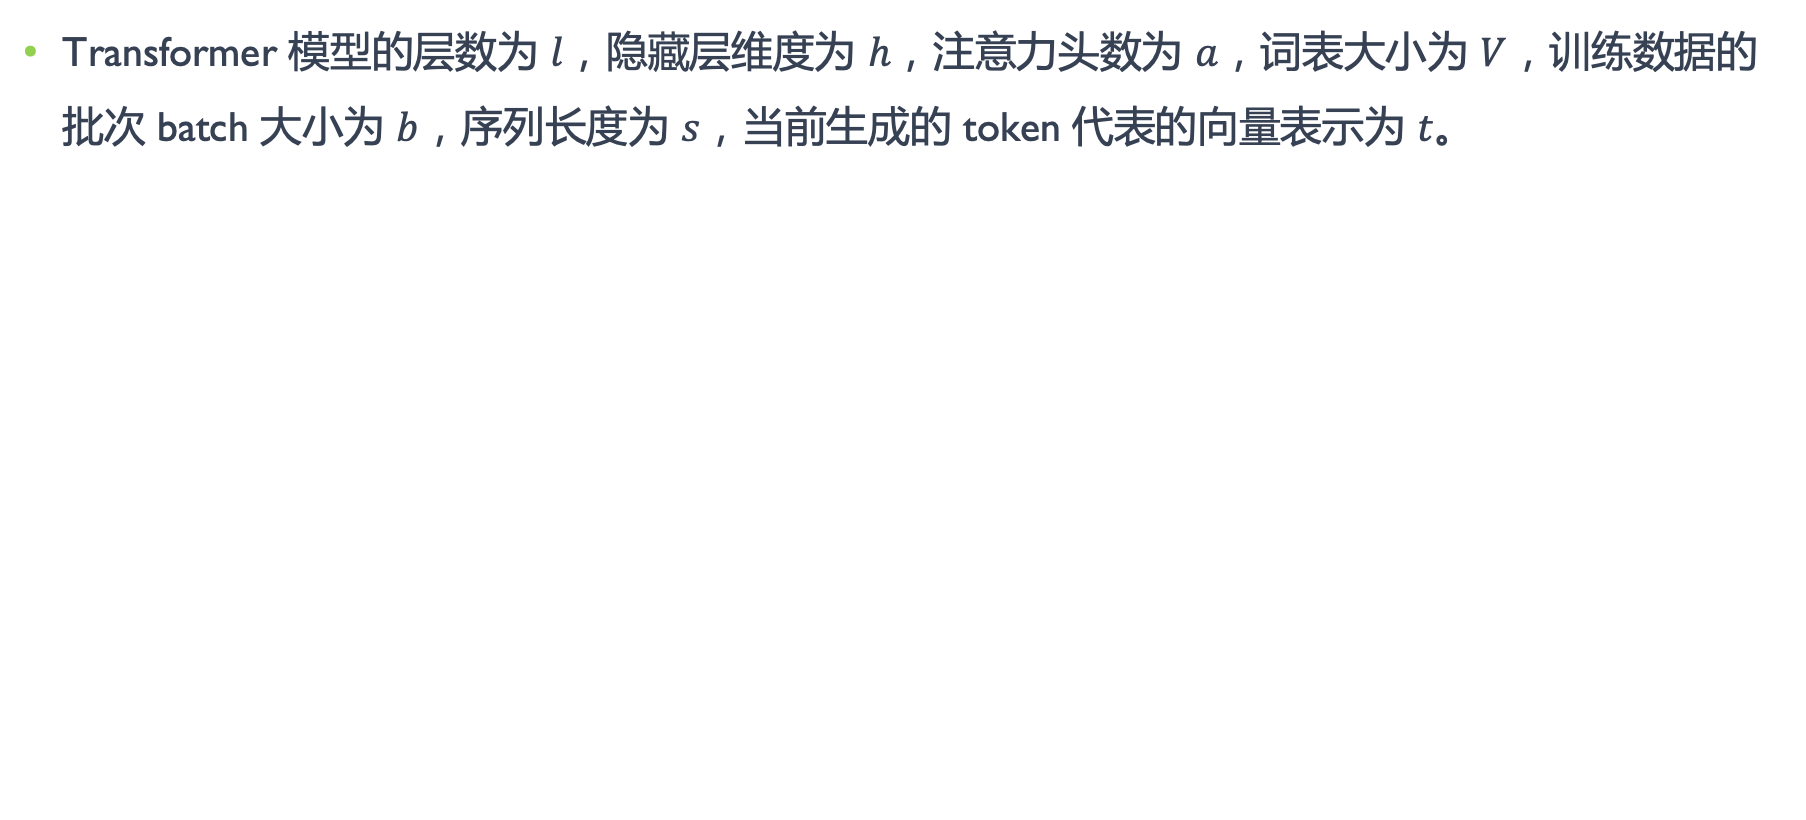 • Transformer 模型的层数为 l，隐藏层维度为 h，注意力头数为 a，词表大小为 V，训练数据的
批次 batch 大小为 b，序列长度为 s，当前生成的 token 代表的向量表示为 t。